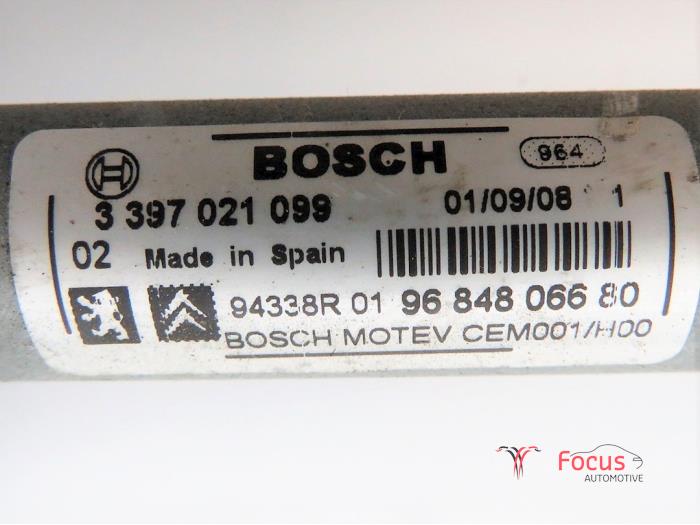 BOSCH 964
3 397 021 099 01/09/08 1
02 Made in Spain
94338R 01 96 848 066 80
BOSCH MOTEV CEM001/H00
Focus
AUTOMOTIVE